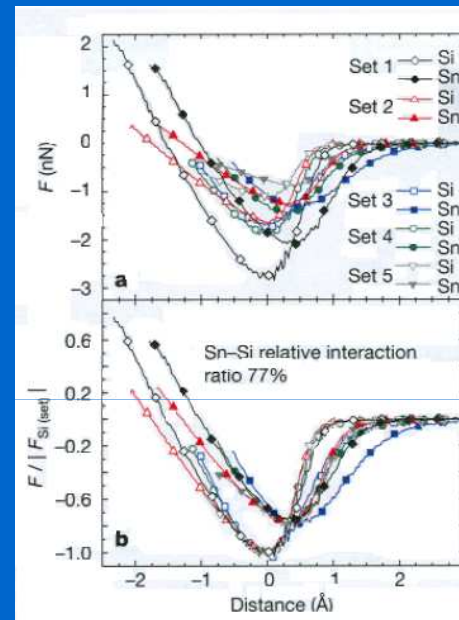 2
1
0
−1
−2
−3
F (nN)
Set 1 Si
Sn
Set 2 Si
Sn
Set 3 Si
Sn
Set 4 Si
Sn
Set 5 Si
Sn
a
0.6
0.2
−0.2
−0.6
−1.0
F / | F Si (set) |
Sn–Si relative interaction
ratio 77%
b
−2 −1 0 1 2
Distance (Å)